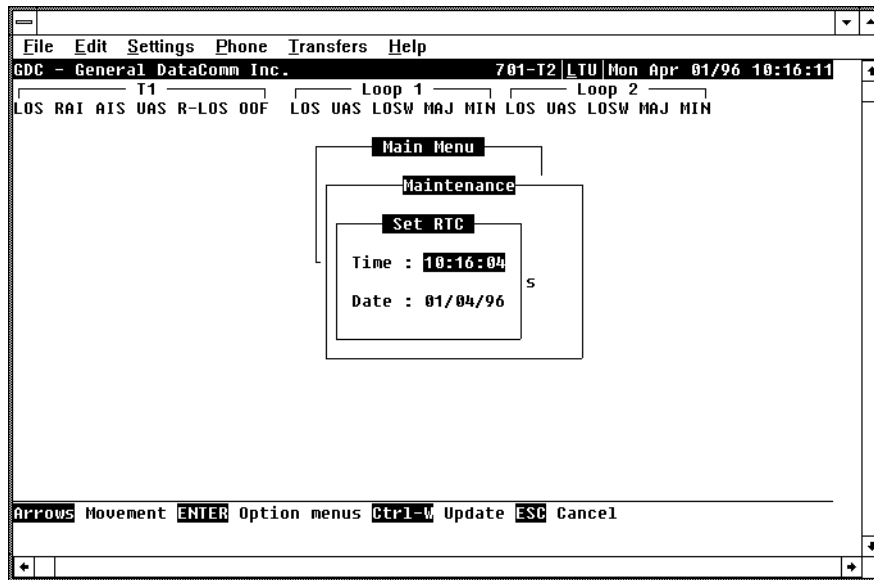 File Edit Settings Phone Transfers Help
GDC - General DataComm Inc. 701-T2|LTU|Mon Apr 01/96 10:16:11
T1 Loop 1 Loop 2
LOS RAI AIS UAS R-LOS OOF LOS UAS LOSW MAJ MIN LOS UAS LOSW MAJ MIN
Main Menu
Maintenance
Set RTC
Time : 10:16:04
s
Date : 01/04/96
Arrows Movement ENTER Option menus Ctrl-W Update ESC Cancel